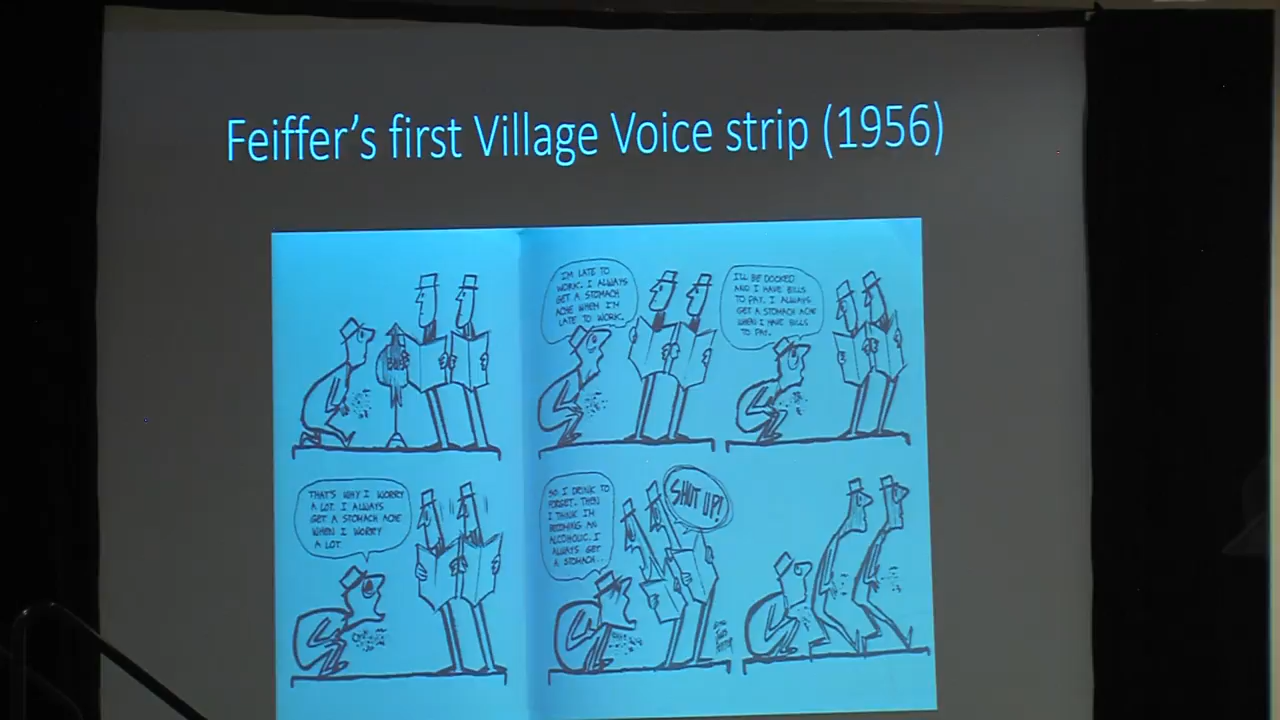 Feiffer's first Village Voice strip (1956)
BUS
I'M LATE TO
WORK. I ALWAYS
GET A STOMACH
ACHE WHEN I'M
LATE TO WORK.
I'LL BE DOCKED
AND I HAVE BILLS
TO PAY. I ALWAYS
GET A STOMACH ACHE
WHEN I HAVE BILLS
TO PAY.
THAT'S WHY I WORRY
A LOT. I ALWAYS
GET A STOMACH ACHE
WHEN I WORRY
A LOT.
SO I DRINK TO
FORGET. THEN
I THINK I'M
BECOMING AN
ALCOHOLIC. I
ALWAYS GET
A STOMACH..
SHUT UP!